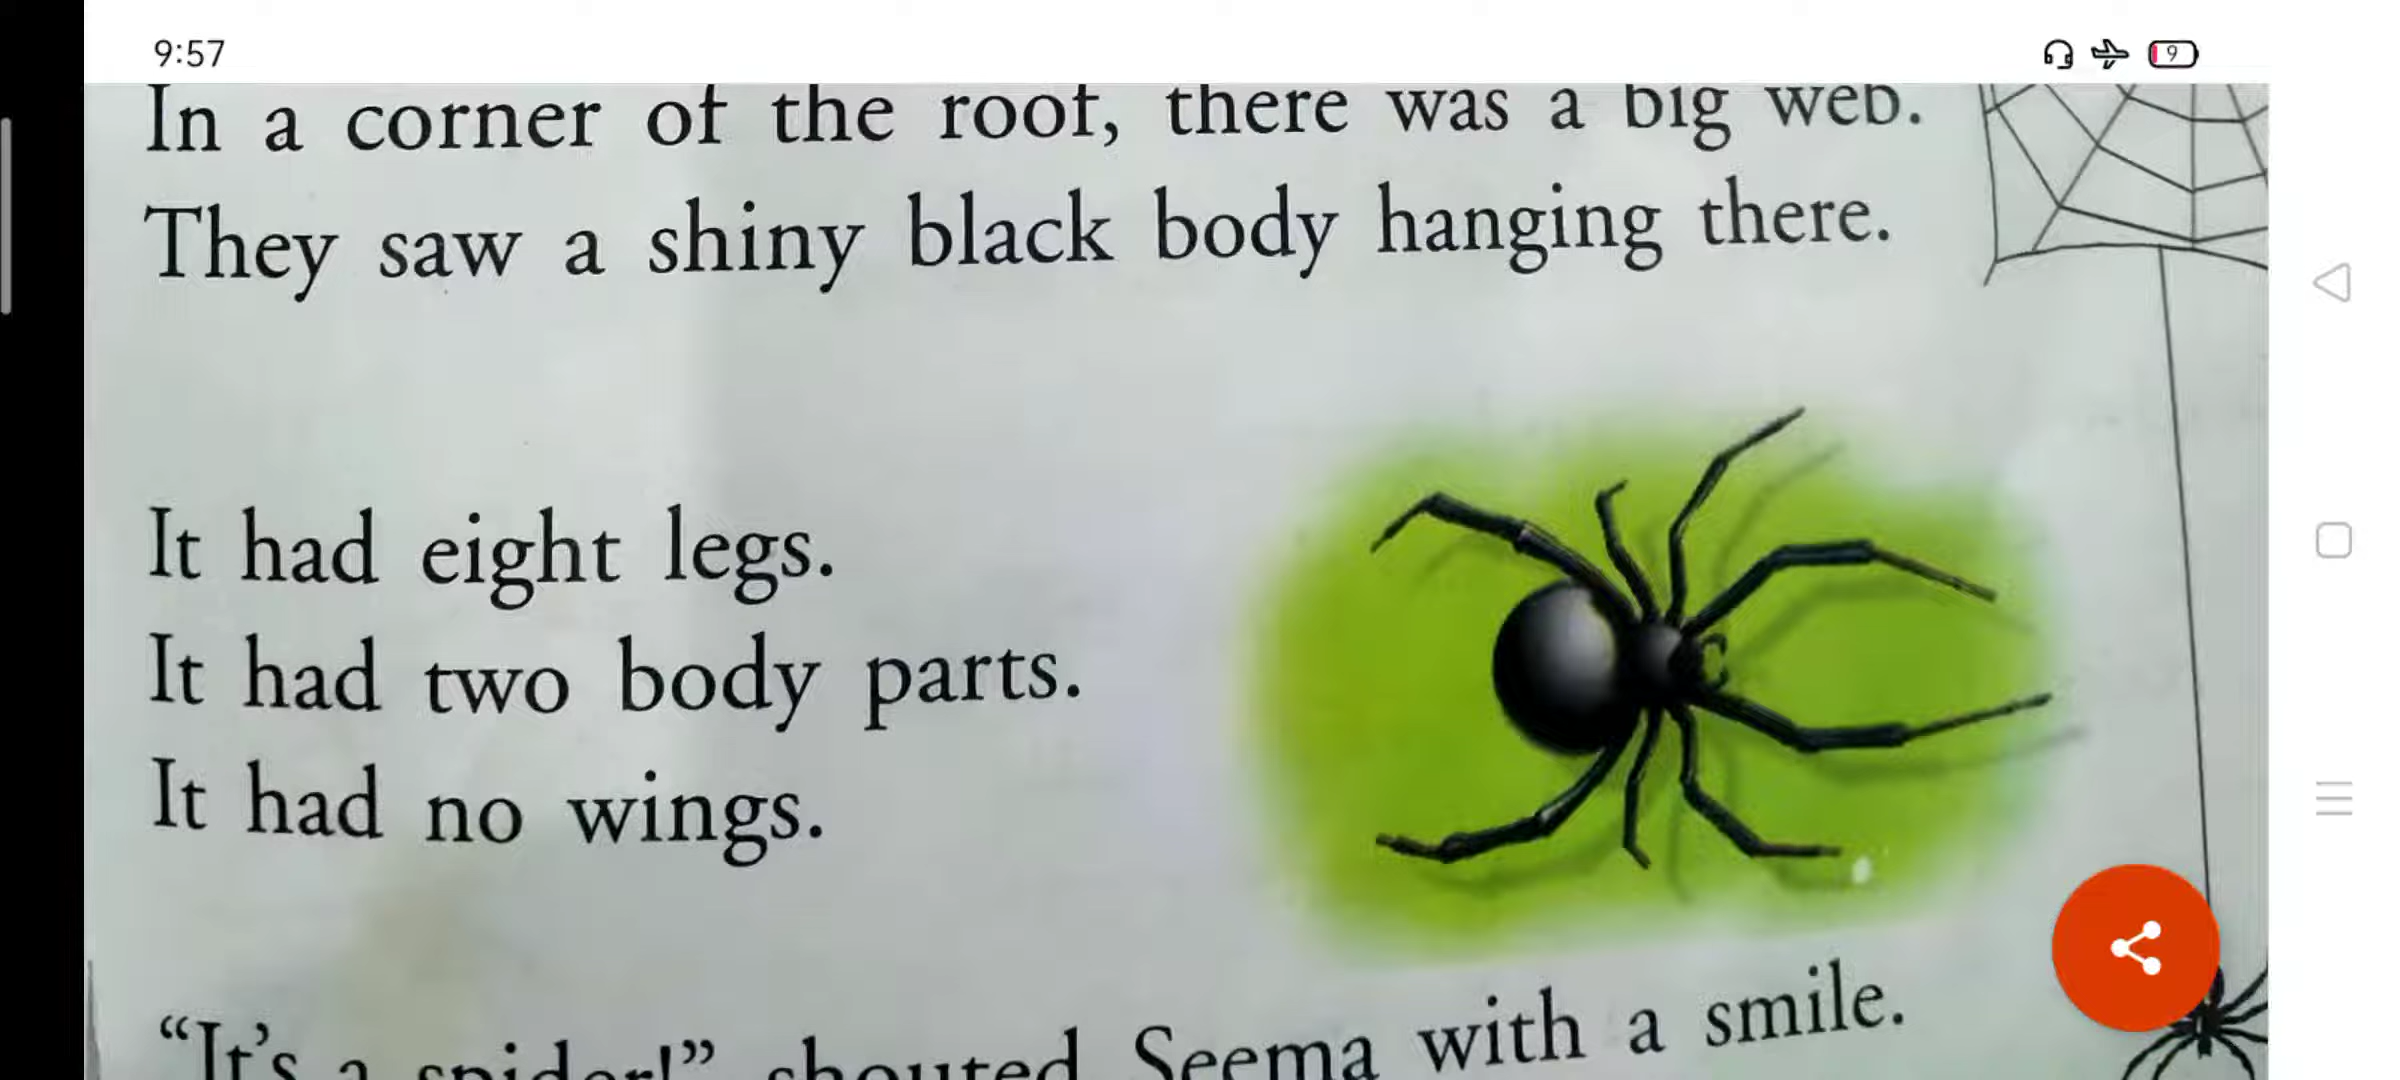 9:57
9
In a corner of the roof, there was a big web.
They saw a shiny black body hanging there.
It had eight legs.
It had two body parts.
It had no wings.
“It’s a spider!” shouted Seema with a smile.